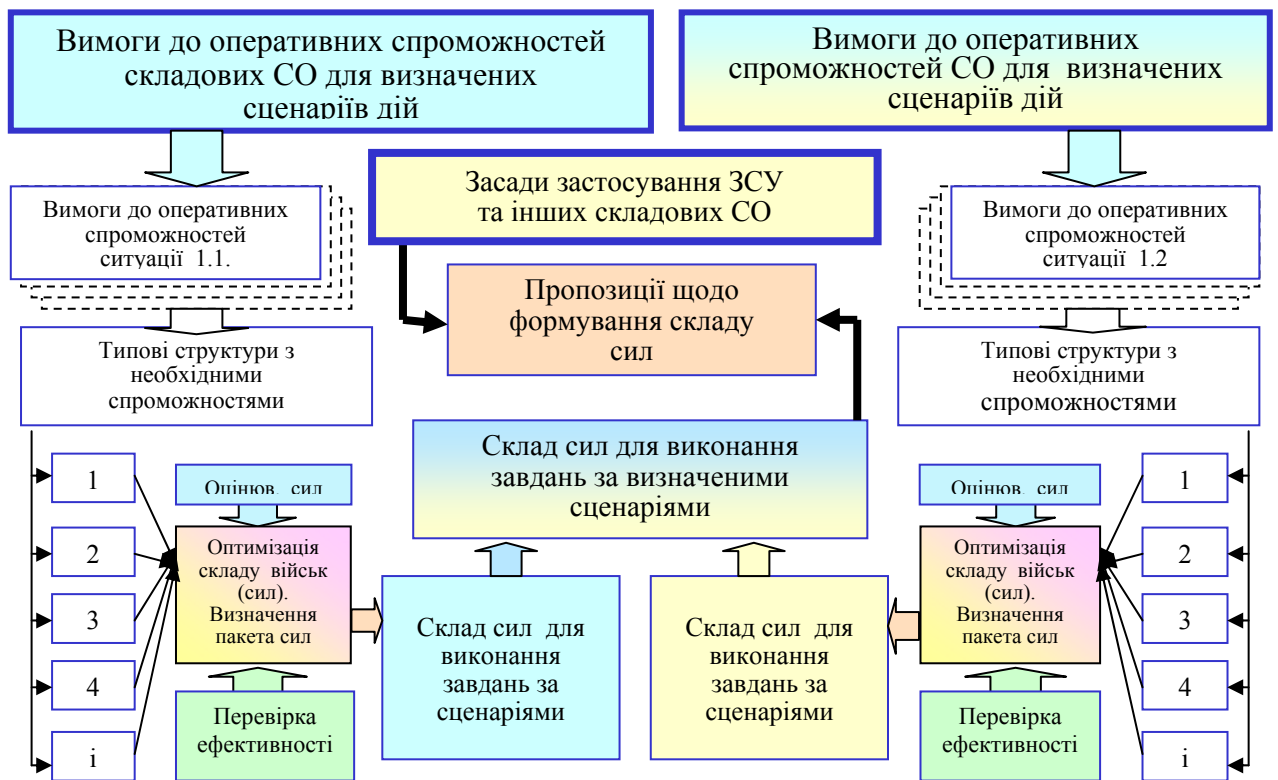 Вимоги до оперативних спроможностей
складових СО для визначених
сценаріїв дій
Вимоги до оперативних
спроможностей СО для визначених
сценаріїв дій
Засади застосування ЗСУ
та інших складових СО
Вимоги до оперативних
спроможностей
ситуації 1.1.
Вимоги до оперативних
спроможностей
ситуації 1.2
Пропозиції щодо
формування складу
сил
Типові структури з
необхідними
спроможностями
Типові структури з
необхідними
спроможностями
Склад сил для виконання
завдань за визначеними
сценаріями
1
2
3
4
і
Оцінюв. сил
Оптимізація
складу військ
(сил).
Визначення
пакета сил
Перевірка
ефективності
Склад сил для
виконання
завдань за
сценаріями
Склад сил для
виконання
завдань за
сценаріями
Оцінюв. сил
Оптимізація
складу військ
(сил).
Визначення
пакета сил
Перевірка
ефективності
1
2
3
4
і